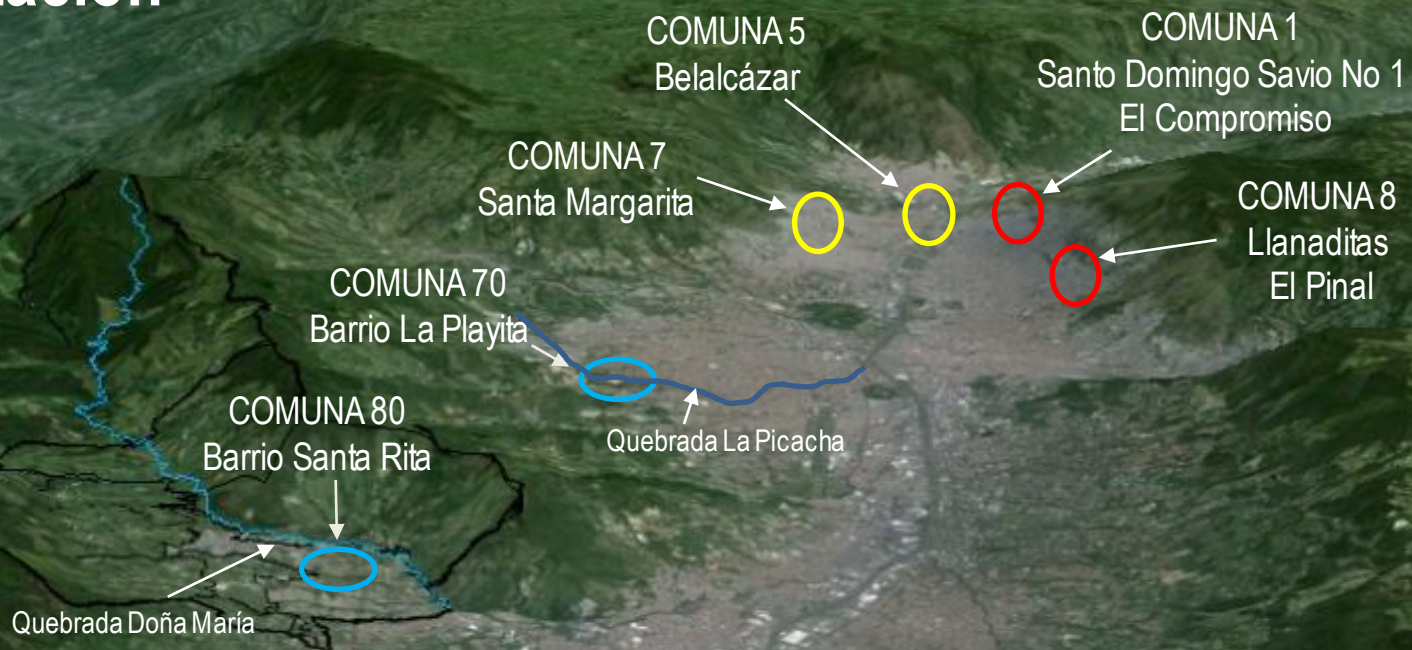 COMUNA 5
Belalcázar
COMUNA 1
Santo Domingo Savio No 1
El Compromiso
COMUNA 7
Santa Margarita
COMUNA 8
Llanaditas
El Pinal
COMUNA 70
Barrio La Playita
COMUNA 80
Barrio Santa Rita
Quebrada La Picacha
Quebrada Doña María